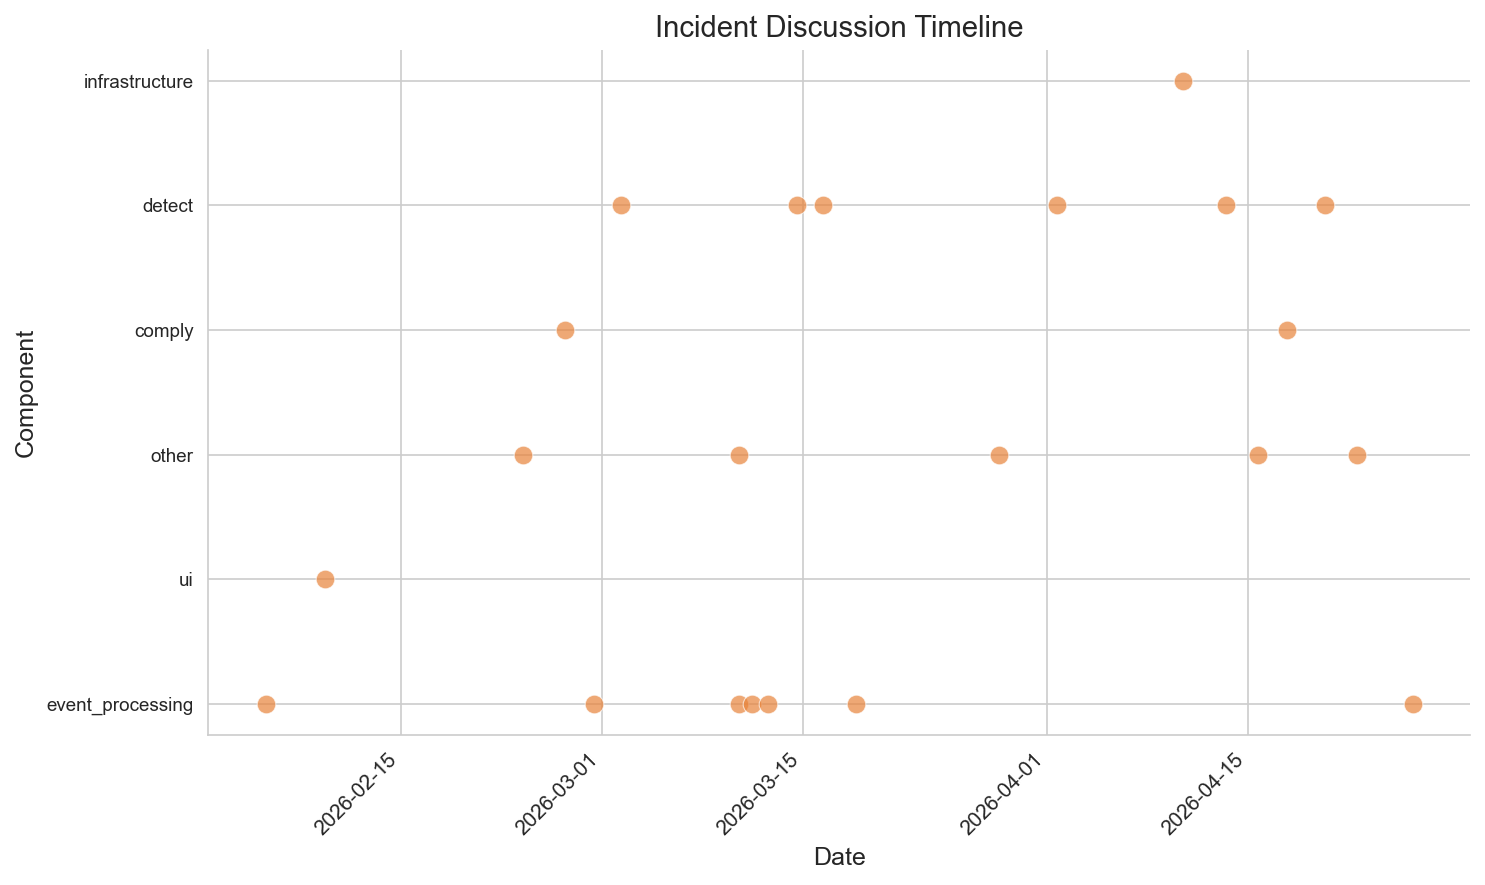 Incident Discussion Timeline
infrastructure
detect
comply
other
ui
event_processing
Component
2026-02-15
2026-03-01
2026-03-15
2026-04-01
2026-04-15
Date